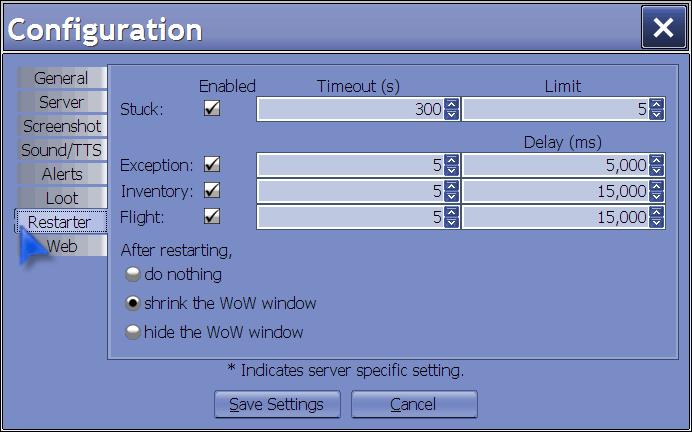 Configuration
General
Server
Screenshot
Sound/TTS
Alerts
Loot
Restarter
Web
Enabled Timeout (s) Limit
Stuck: 300 5
Delay (ms)
Exception: 5 5,000
Inventory: 5 15,000
Flight: 5 15,000
After restarting,
do nothing
shrink the WoW window
hide the WoW window
* Indicates server specific setting.
Save Settings Cancel